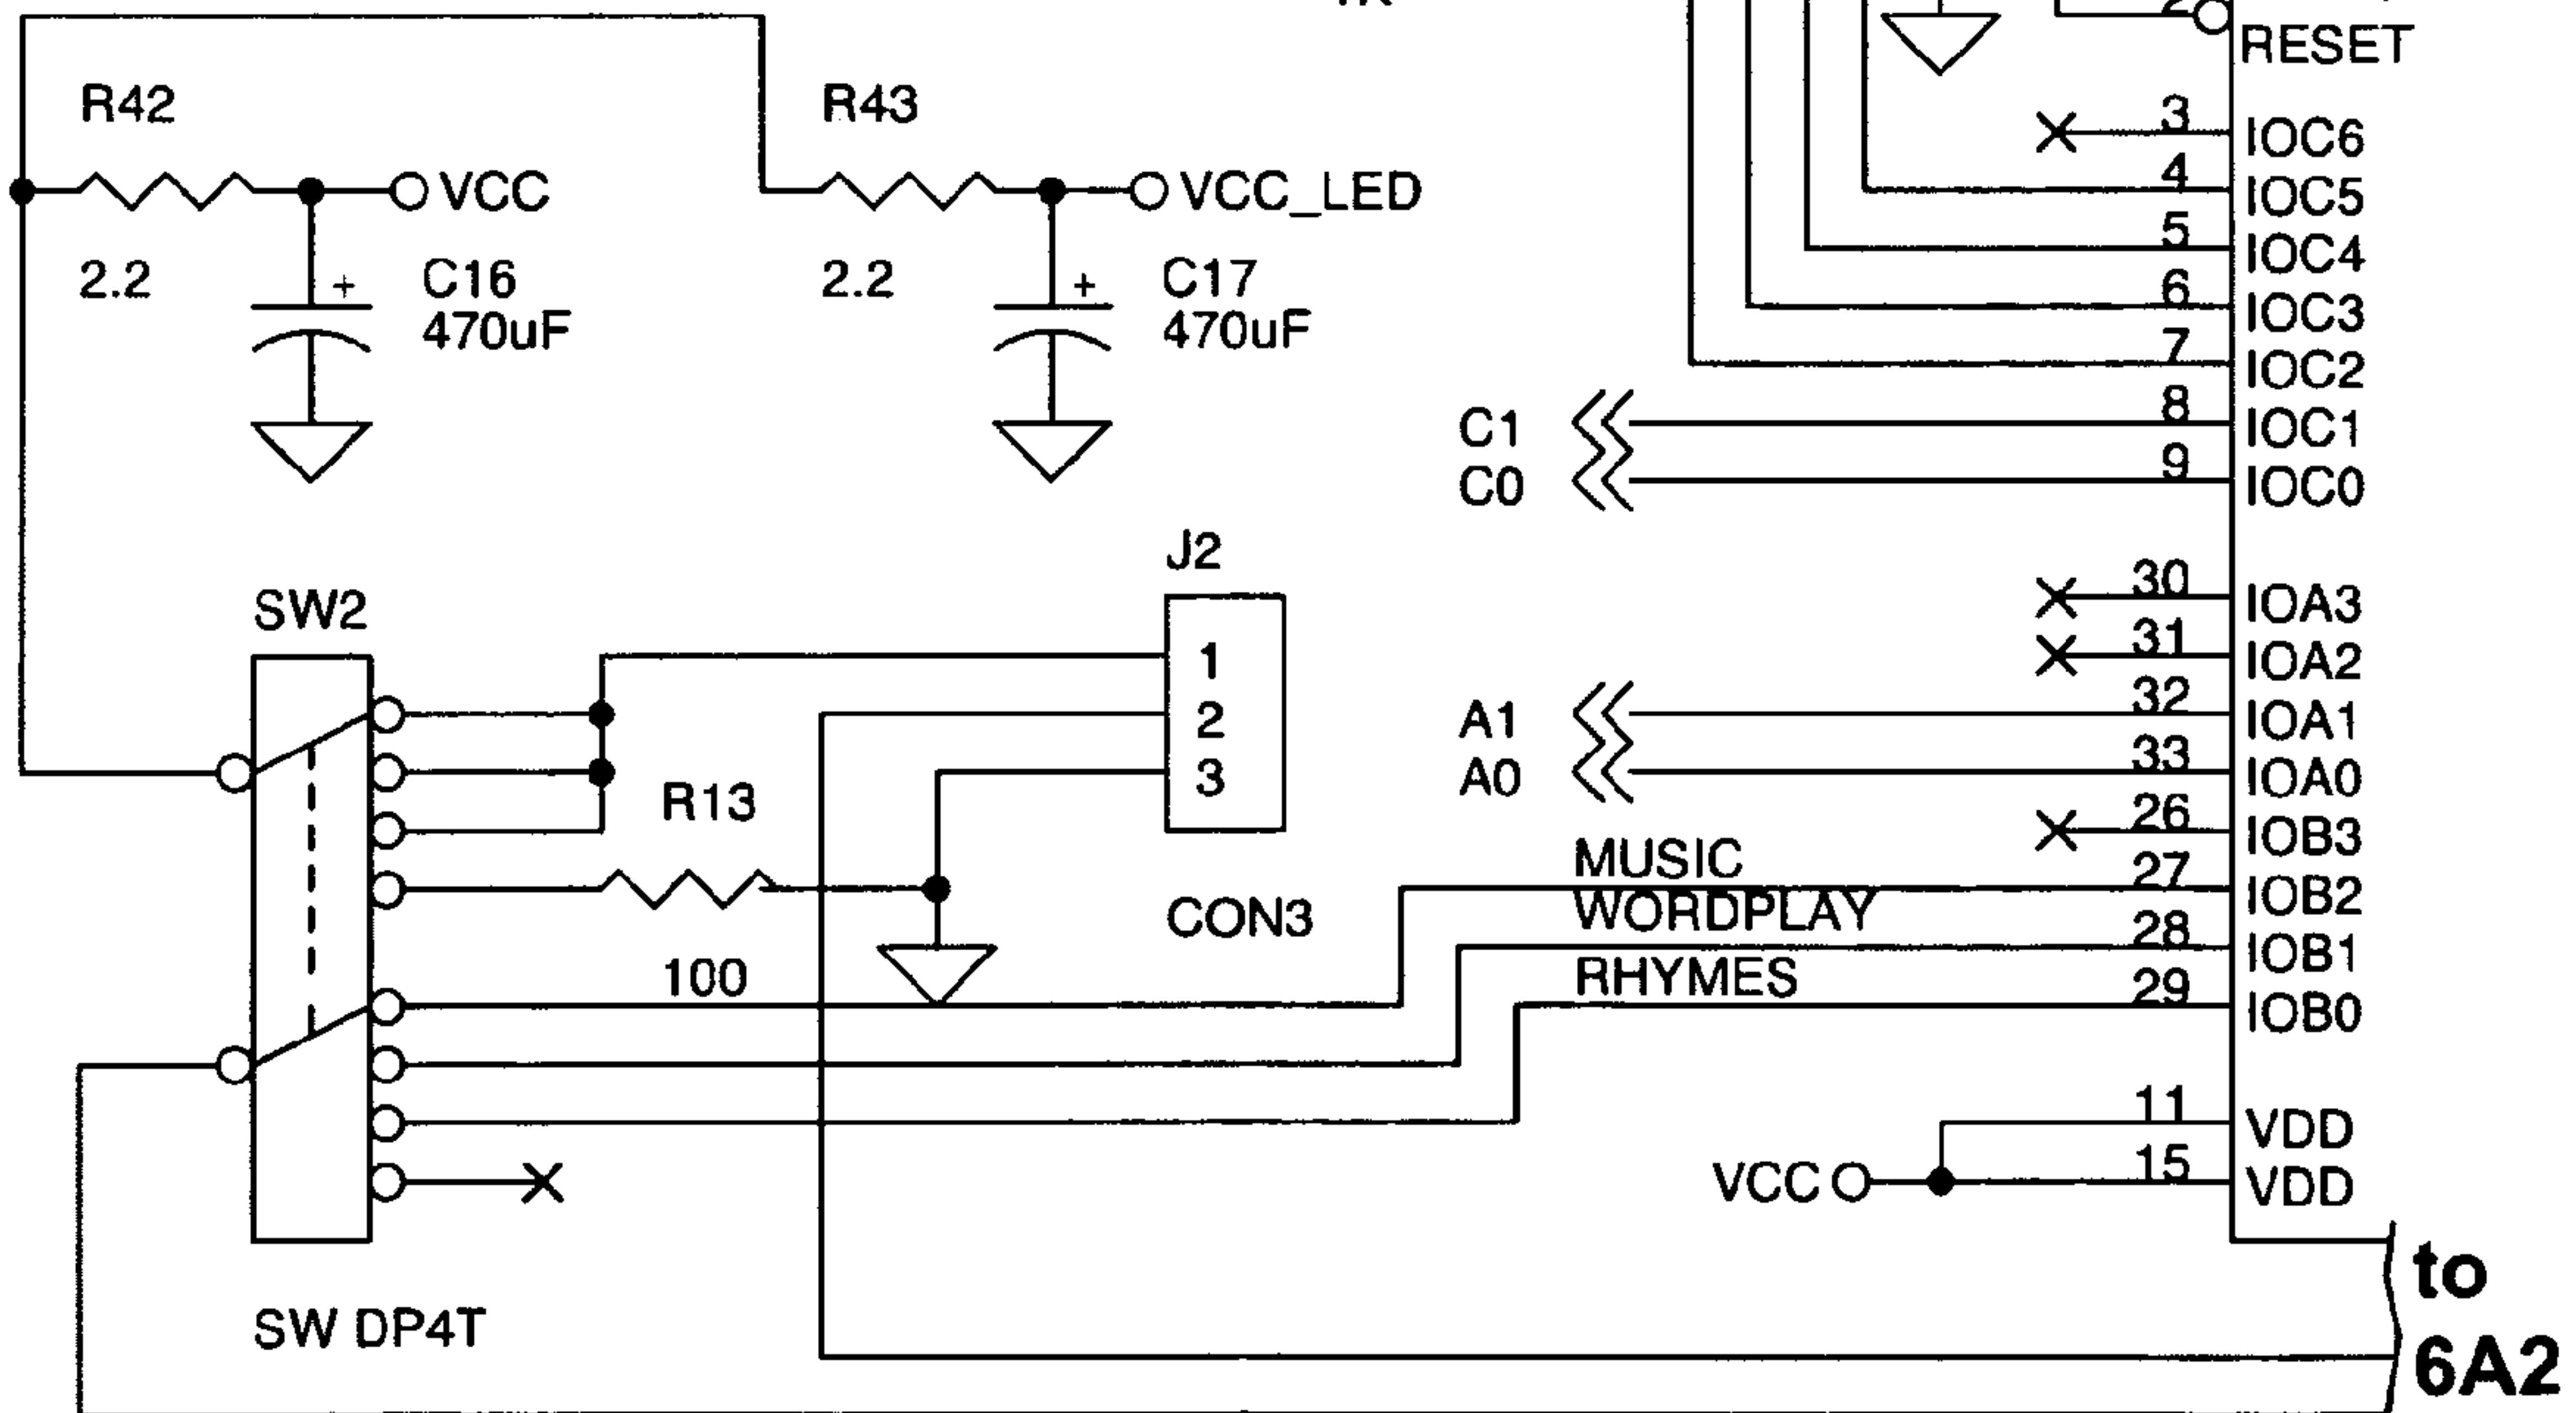 RESET
R42
R43
3
IOC6
VCC
VCC_LED
4
IOC5
5
IOC4
2.2
+
C16
470uF
2.2
+
C17
470uF
6
IOC3
7
IOC2
C1
8
IOC1
C0
9
IOC0
J2
SW2
30
IOA3
1
31
IOA2
2
A1
32
IOA1
3
A0
33
IOA0
R13
26
IOB3
MUSIC
27
IOB2
CON3
WORDPLAY
28
IOB1
100
RHYMES
29
IOB0
11
VDD
VCC
15
VDD
to
6A2
SW DP4T